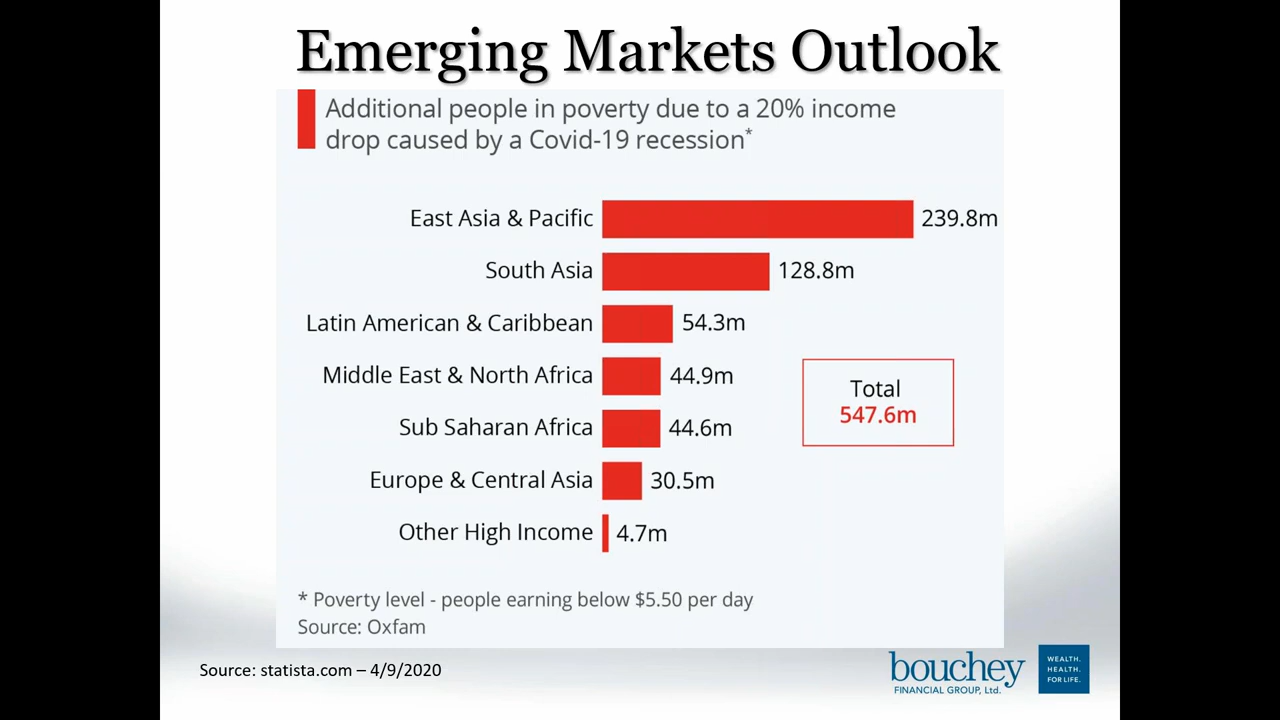 Emerging Markets Outlook
Additional people in poverty due to a 20% income
drop caused by a Covid-19 recession*
East Asia & Pacific 239.8m
South Asia 128.8m
Latin American & Caribbean 54.3m
Middle East & North Africa 44.9m
Sub Saharan Africa 44.6m
Europe & Central Asia 30.5m
Other High Income 4.7m
Total
547.6m
* Poverty level - people earning below $5.50 per day
Source: Oxfam
Source: statista.com – 4/9/2020
bouchey
FINANCIAL GROUP, Ltd.
WEALTH.
HEALTH.
FOR LIFE.